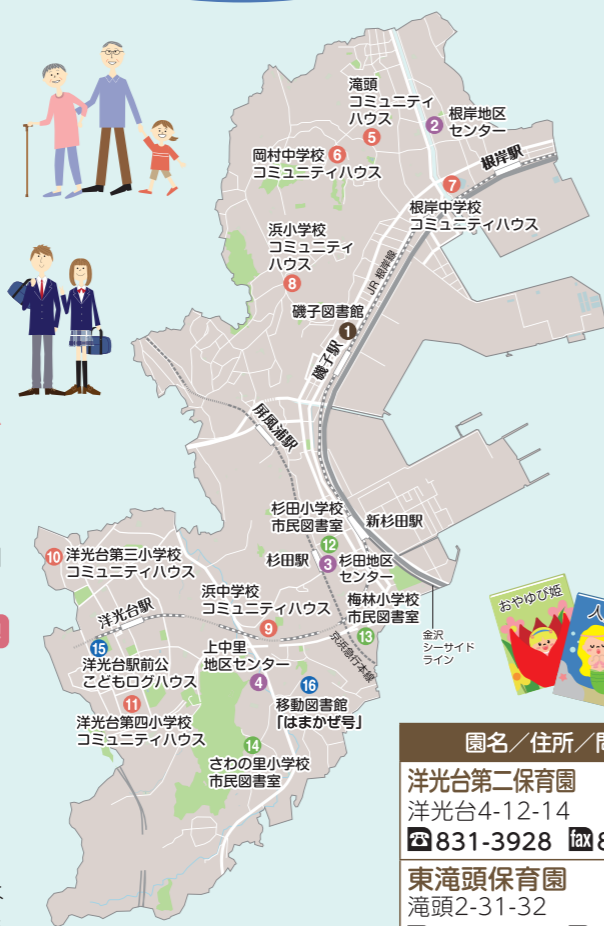 滝頭
コミュニティ
ハウス
5
2
根岸地区
センター
岡村中学校
コミュニティハウス
6
7
根岸駅
根岸中学校
コミュニティハウス
浜小学校
コミュニティ
ハウス
8
JR 根岸線
磯子図書館
1
磯子駅
屏風浦駅
杉田小学校
市民図書室
12
新杉田駅
杉田駅
3
杉田地区
センター
10
洋光台第三小学校
コミュニティハウス
浜中学校
コミュニティハウス
9
梅林小学校
市民図書室
13
金沢
シーサイド
ライン
京浜急行本線
洋光台駅
15
洋光台駅前公
こどもログハウス
上中里
地区センター
4
16
移動図書館
「はまかぜ号」
11
洋光台第四小学校
コミュニティハウス
14
さわの里小学校
市民図書室
おやゆび姫
人
園名／住所／問
洋光台第二保育園
洋光台4-12-14
☎831-3928 fax8
東滝頭保育園
滝頭2-31-32